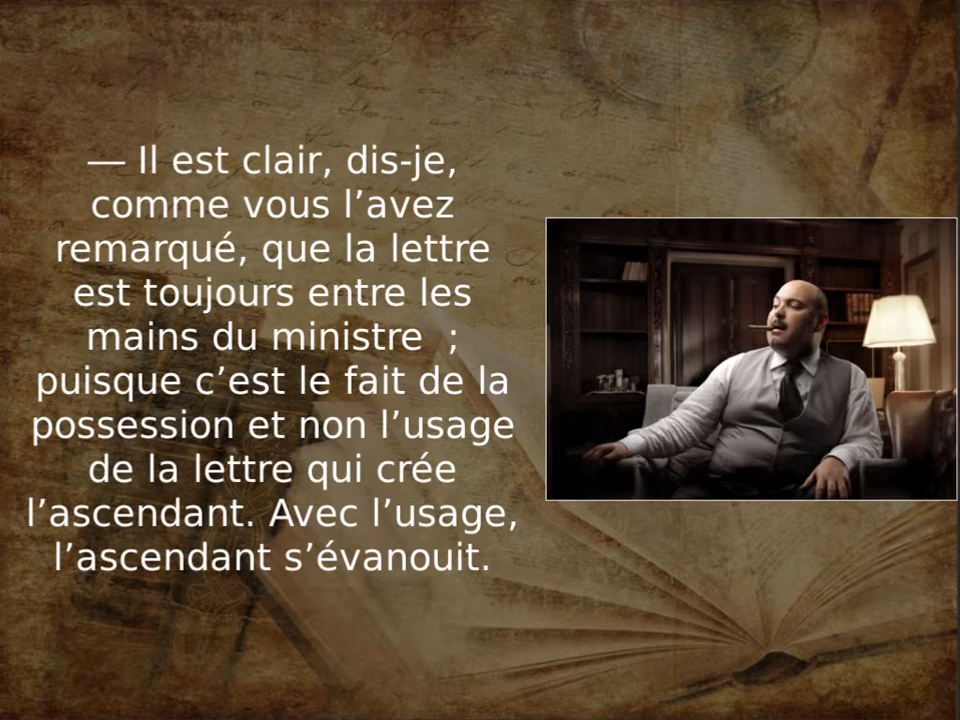 ― Il est clair, dis-je,
comme vous l’avez
remarqué, que la lettre
est toujours entre les
mains du ministre  ;
puisque c’est le fait de la
possession et non l’usage
de la lettre qui crée
l’ascendant. Avec l’usage,
l’ascendant s’évanouit.